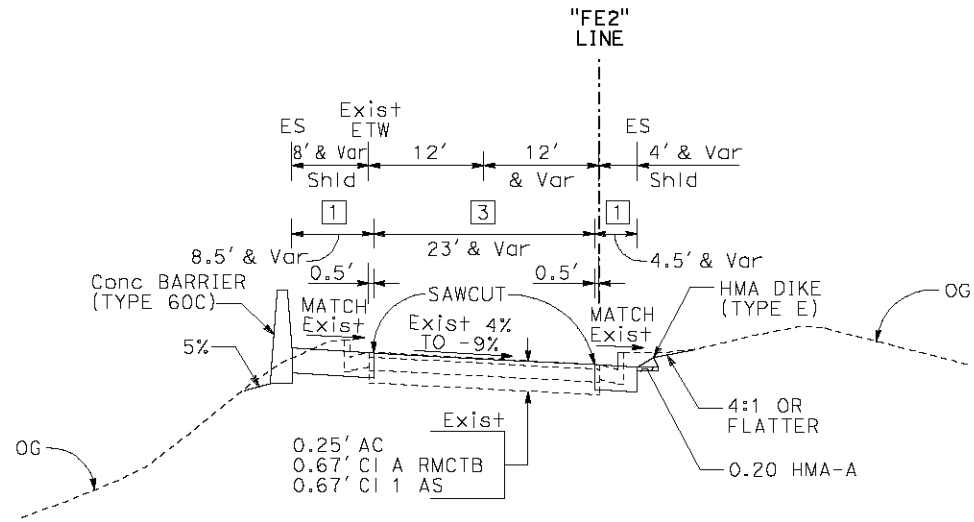 "FE2"
LINE
Exist
ETW
ES
ES
8' & Var
12'
12'
4' & Var
Shld
& Var
Shld
1
3
1
8.5' & Var
23' & Var
4.5' & Var
0.5'
0.5'
Conc BARRIER
(TYPE 60C)
MATCH
Exist
SAWCUT
MATCH
Exist
HMA DIKE
(TYPE E)
OG
Exist 4%
TO -9%
5%
4:1 OR
FLATTER
Exist
OG
0.25' AC
0.67' Cl A RMCTB
0.67' Cl 1 AS
0.20 HMA-A